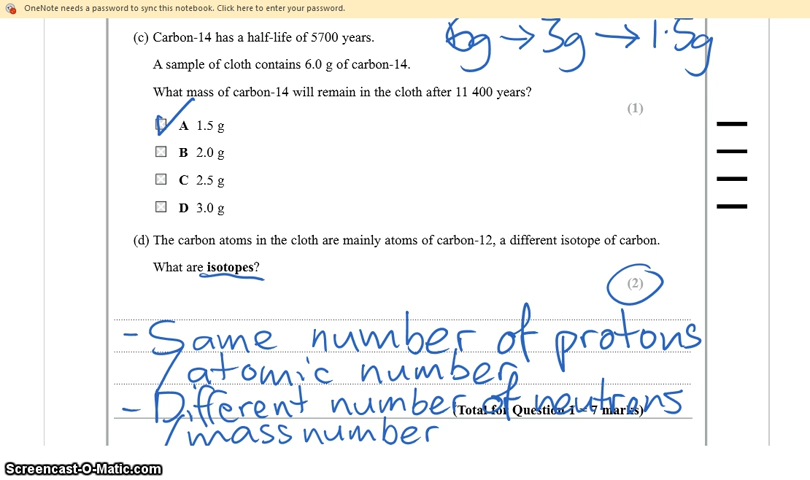 OneNote needs a password to sync this notebook. Click here to enter your password.
(c) Carbon-14 has a half-life of 5700 years.
6g → 3g → 1.5g
A sample of cloth contains 6.0 g of carbon-14.
What mass of carbon-14 will remain in the cloth after 11 400 years?
(1)
A 1.5 g
B 2.0 g
C 2.5 g
D 3.0 g
(d) The carbon atoms in the cloth are mainly atoms of carbon-12, a different isotope of carbon.
What are isotopes?
(2)
- Same number of protons
/atomic number
- Different number of neutrons
(Total for Question 1 = 7 marks)
/mass number
Screencast-O-Matic.com